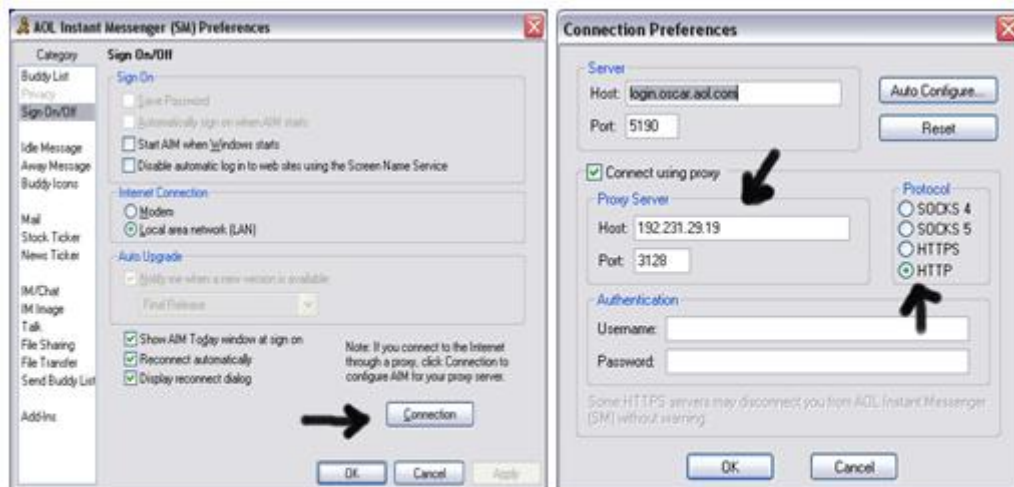 AOL Instant Messenger (SM) Preferences
Category
Sign On/Off
Buddy List
Privacy
Sign On/Off
Idle Message
Away Message
Buddy Icons
Mail
Stock Ticker
News Ticker
IM/Chat
IM Image
Talk
File Sharing
File Transfer
Send Buddy List
Add-Ins
Sign On
Save Password
Automatically sign on when AIM starts
Start AIM when Windows starts
Disable automatic log in to web sites using the Screen Name Service
Internet Connection
Modem
Local area network (LAN)
Auto Upgrade
Notify me when a new version is available
Final Release
Show AIM Today window at sign on
Reconnect automatically
Display reconnect dialog
Note: If you connect to the Internet
through a proxy, click Connection to
configure AIM for your proxy server.
Connection
OK Cancel Apply
Connection Preferences
Server
Host: login.oscar.aol.com
Port: 5190
Auto Configure...
Reset
Connect using proxy
Proxy Server
Host: 192.231.29.19
Port: 3128
Protocol
SOCKS 4
SOCKS 5
HTTPS
HTTP
Authentication
Username:
Password:
Some HTTPS servers may disconnect you from AOL Instant Messenger
(SM) without warning.
OK Cancel